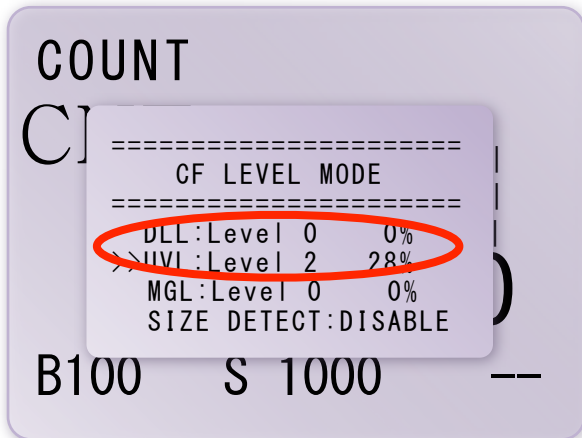 COUNT
=======================
CF LEVEL MODE
=======================
DLL:Level 0 0%
>>UVL:Level 2 28%
MGL:Level 0 0%
SIZE DETECT:DISABLE
B100 S 1000 --